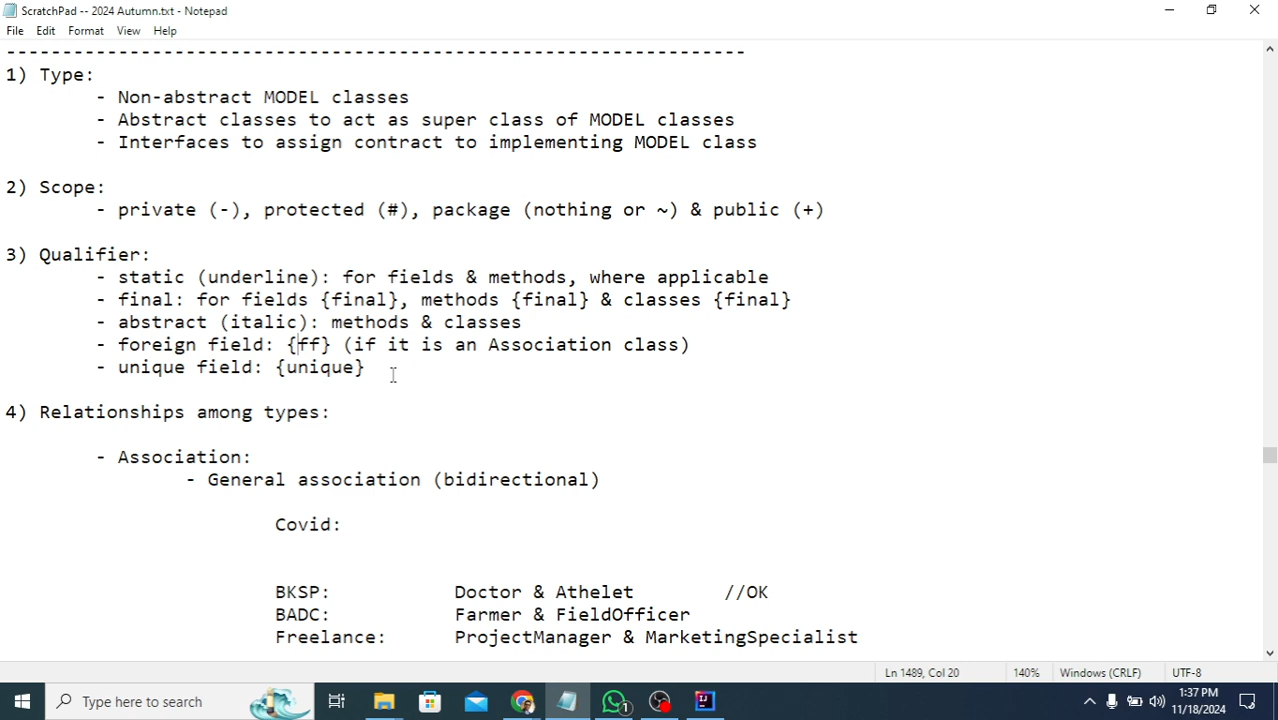 ScratchPad -- 2024 Autumn.txt - Notepad
File Edit Format View Help
-----------------------------------------------------------------
1) Type:
- Non-abstract MODEL classes
- Abstract classes to act as super class of MODEL classes
- Interfaces to assign contract to implementing MODEL class
2) Scope:
- private (-), protected (#), package (nothing or ~) & public (+)
3) Qualifier:
- static (underline): for fields & methods, where applicable
- final: for fields {final}, methods {final} & classes {final}
- abstract (italic): methods & classes
- foreign field: {ff} (if it is an Association class)
- unique field: {unique}
4) Relationships among types:
- Association:
- General association (bidirectional)
Covid:
BKSP: Doctor & Athelet //OK
BADC: Farmer & FieldOfficer
Freelance: ProjectManager & MarketingSpecialist
Ln 1489, Col 20 140% Windows (CRLF) UTF-8
Type here to search
1
1:37 PM
11/18/2024